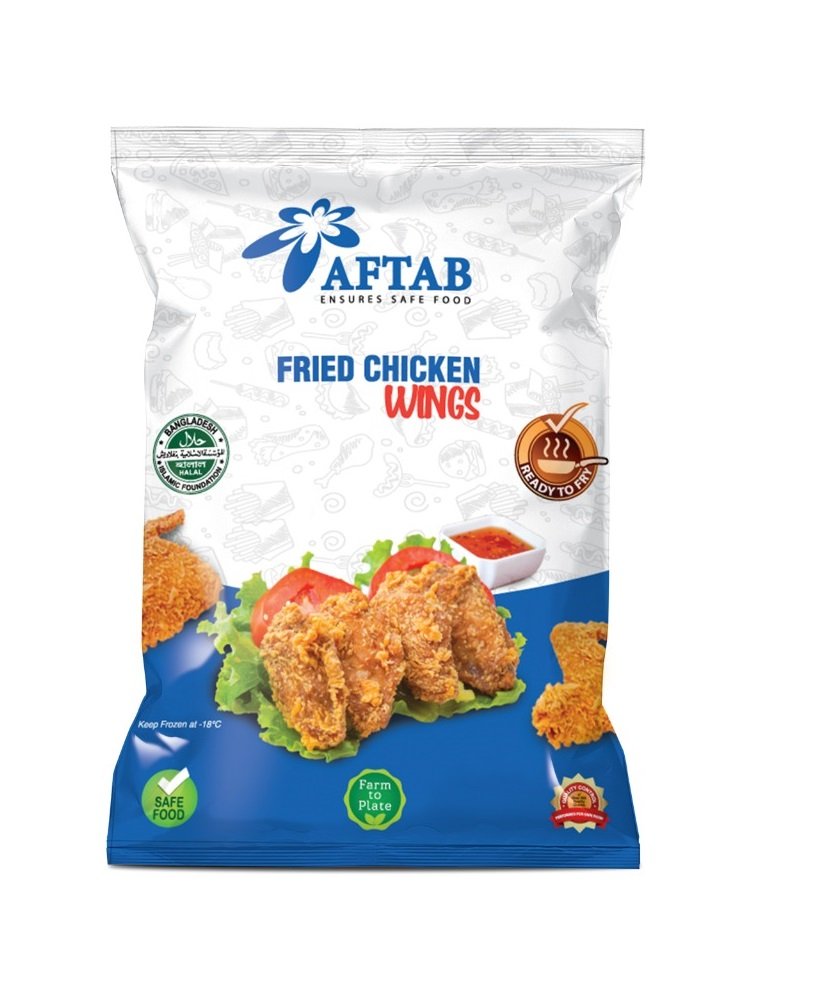 AFTAB
ENSURES SAFE FOOD
FRIED CHICKEN
WINGS
BANGLADESH
حلال
হালাল
HALAL
ISLAMIC FOUNDATION
READY TO FRY
Keep Frozen at -18°C
SAFE
FOOD
Farm
to
Plate
QUALITY CONTROL